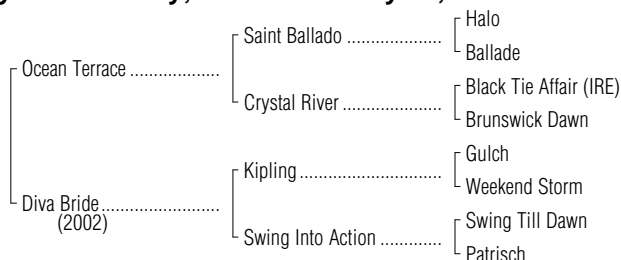 Halo
Saint Ballado ....................
Ballade
Ocean Terrace ...................
Black Tie Affair (IRE)
Crystal River .....................
Brunswick Dawn
Gulch
Kipling..............................
Weekend Storm
Diva Bride.........................
(2002)
Swing Till Dawn
Swing Into Action .............
Patrisch